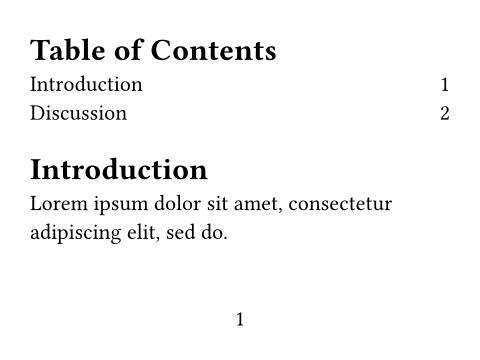 Table of Contents
Introduction 1
Discussion 2
Introduction
Lorem ipsum dolor sit amet, consectetur
adipiscing elit, sed do.
1